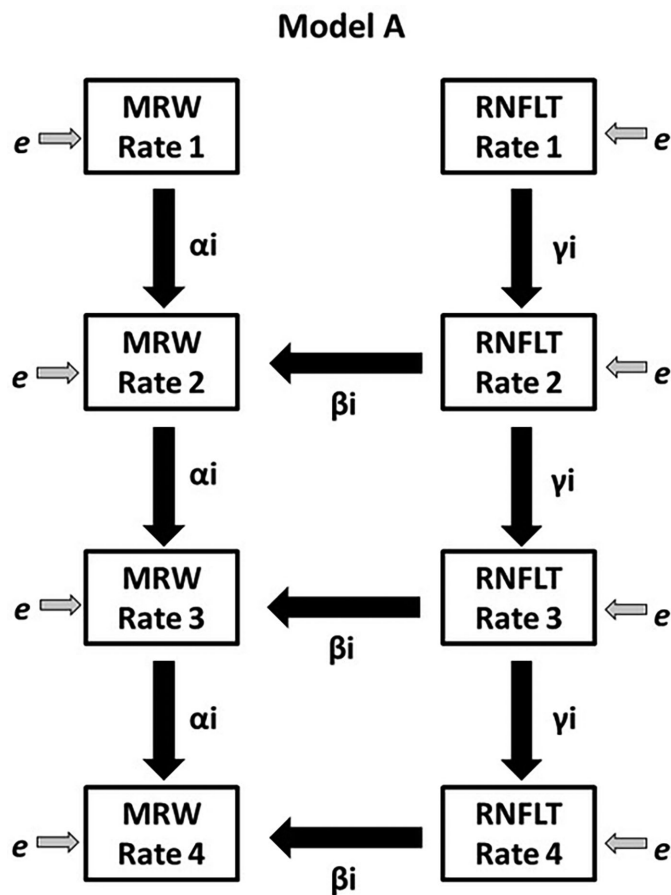 Model A
MRW
Rate 1
RNFLT
Rate 1
e
e
αi
γi
MRW
Rate 2
RNFLT
Rate 2
e
e
βi
αi
γi
MRW
Rate 3
RNFLT
Rate 3
e
e
βi
αi
γi
MRW
Rate 4
RNFLT
Rate 4
e
e
βi